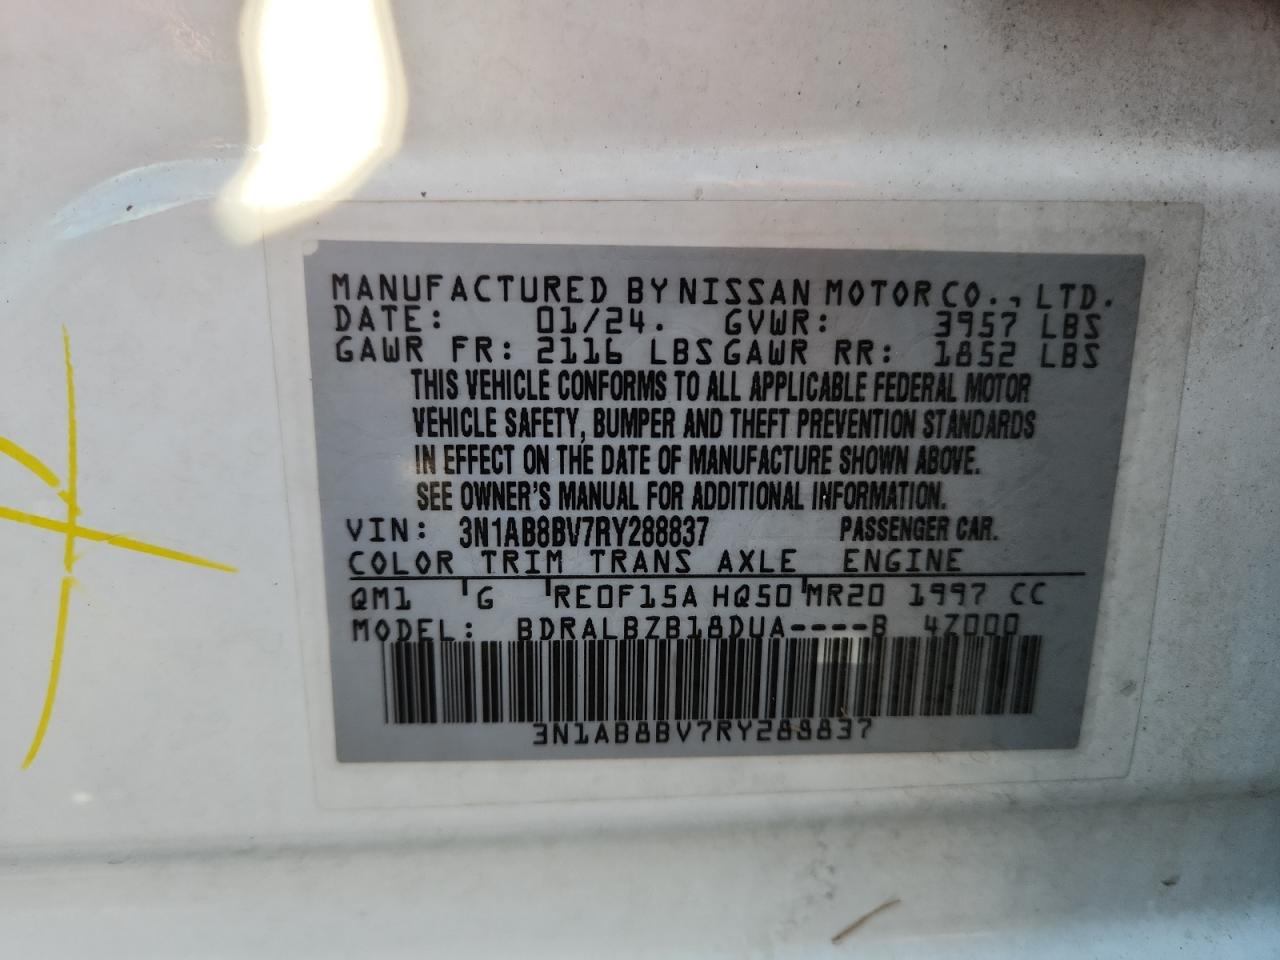 MANUFACTURED BY NISSAN MOTOR CO., LTD.
DATE: 01/24. GVWR: 3957 LBS
GAWR FR: 2116 LBS GAWR RR: 1852 LBS
THIS VEHICLE CONFORMS TO ALL APPLICABLE FEDERAL MOTOR
VEHICLE SAFETY, BUMPER AND THEFT PREVENTION STANDARDS
IN EFFECT ON THE DATE OF MANUFACTURE SHOWN ABOVE.
SEE OWNER'S MANUAL FOR ADDITIONAL INFORMATION.
VIN: 3N1AB8BV7RY288837 PASSENGER CAR.
COLOR TRIM TRANS AXLE ENGINE
QM1 G RE0F15A HQ50 MR20 1997 CC
MODEL: BDRALBZB18DUA----B 4Z000
3N1AB8BV7RY288837